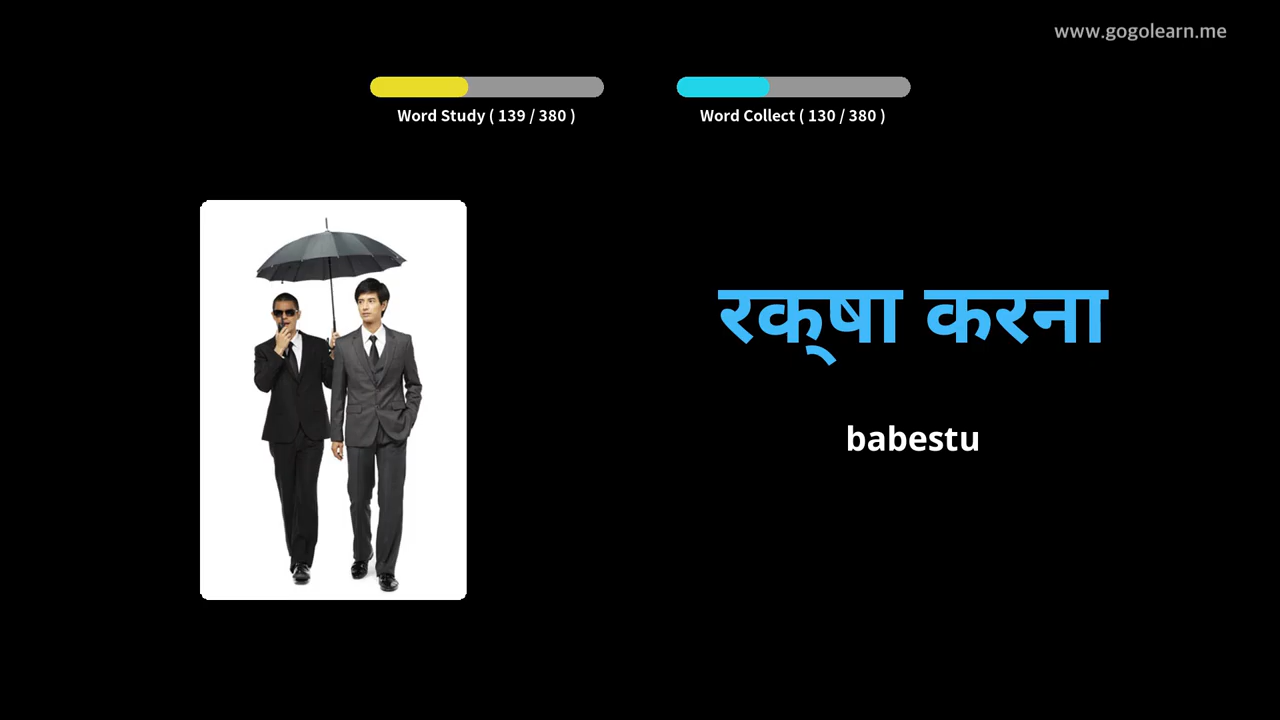 www.gogolearn.me
Word Study ( 139 / 380 )
Word Collect ( 130 / 380 )
रक्षा करना
babestu